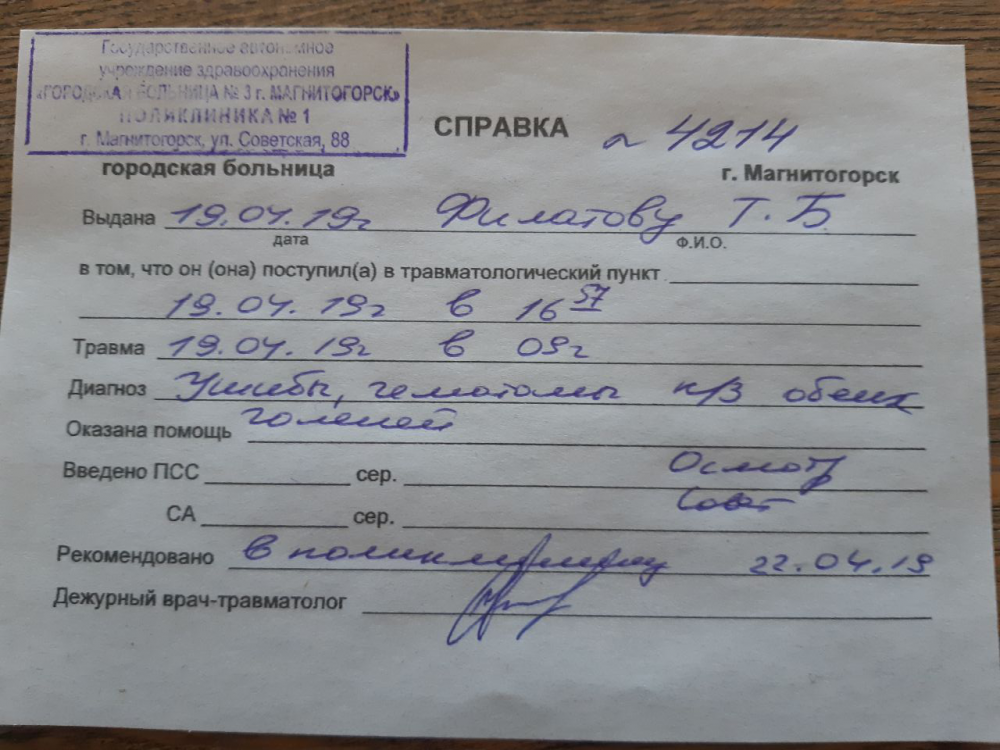 Государственное автономное
учреждение здравоохранения
«ГОРОДСКАЯ БОЛЬНИЦА № 3 г. МАГНИТОГОРСК»
ПОЛИКЛИНИКА № 1
г. Магнитогорск, ул. Советская, 88
СПРАВКА 4214
городская больница г. Магнитогорск
Выдана 19.04.19г Филатову Т.Б.
дата Ф.И.О.
в том, что он (она) поступил(а) в травматологический пункт
19.04.19г в 16 57
Травма 19.04.19г в 09г
Диагноз Ушибы, гематомы н/3 обеих
голеней
Оказана помощь
Осмотр
Введено ПСС сер.
Совет
СА сер.
Рекомендовано в поликлинику 22.04.19
Дежурный врач-травматолог